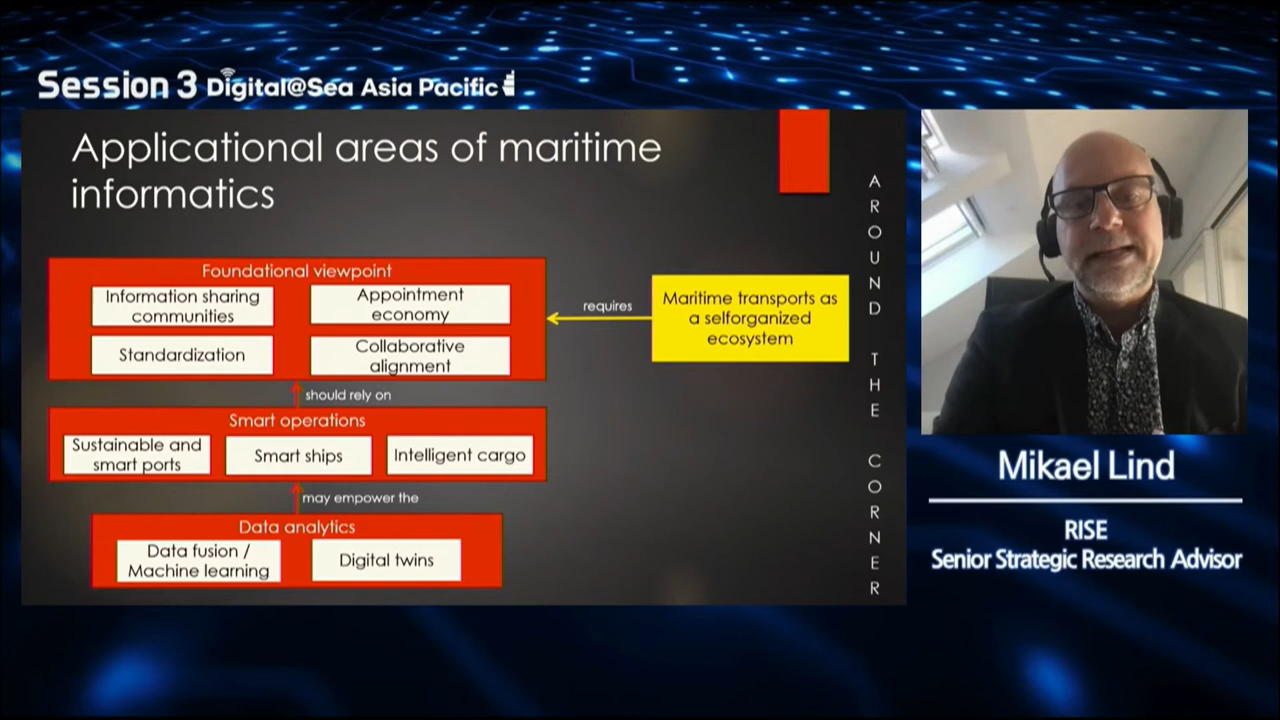 Session 3 Digital@Sea Asia Pacific
Applicational areas of maritime
informatics
Foundational viewpoint
Information sharing
communities
Appointment
economy
Standardization
Collaborative
alignment
requires
Maritime transports as
a selforganized
ecosystem
should rely on
Smart operations
Sustainable and
smart ports
Smart ships
Intelligent cargo
may empower the
Data analytics
Data fusion /
Machine learning
Digital twins
AROUND THE CORNER
Mikael Lind
RISE
Senior Strategic Research Advisor